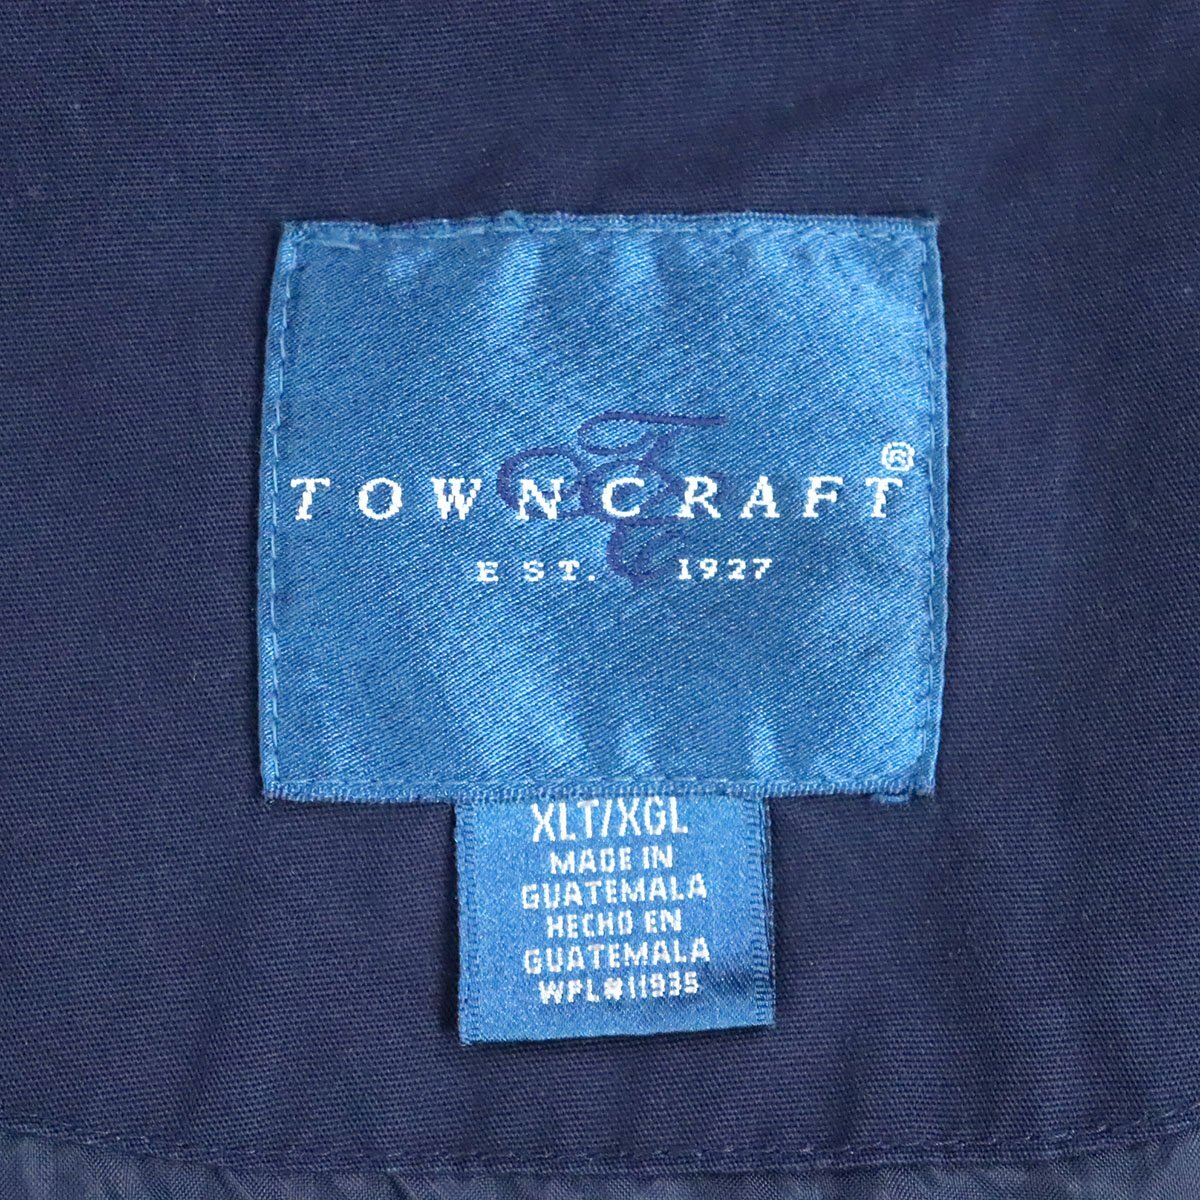 TOWNCRAFT®
EST. 1927
XLT/XGL
MADE IN
GUATEMALA
HECHO EN
GUATEMALA
WPL#11935